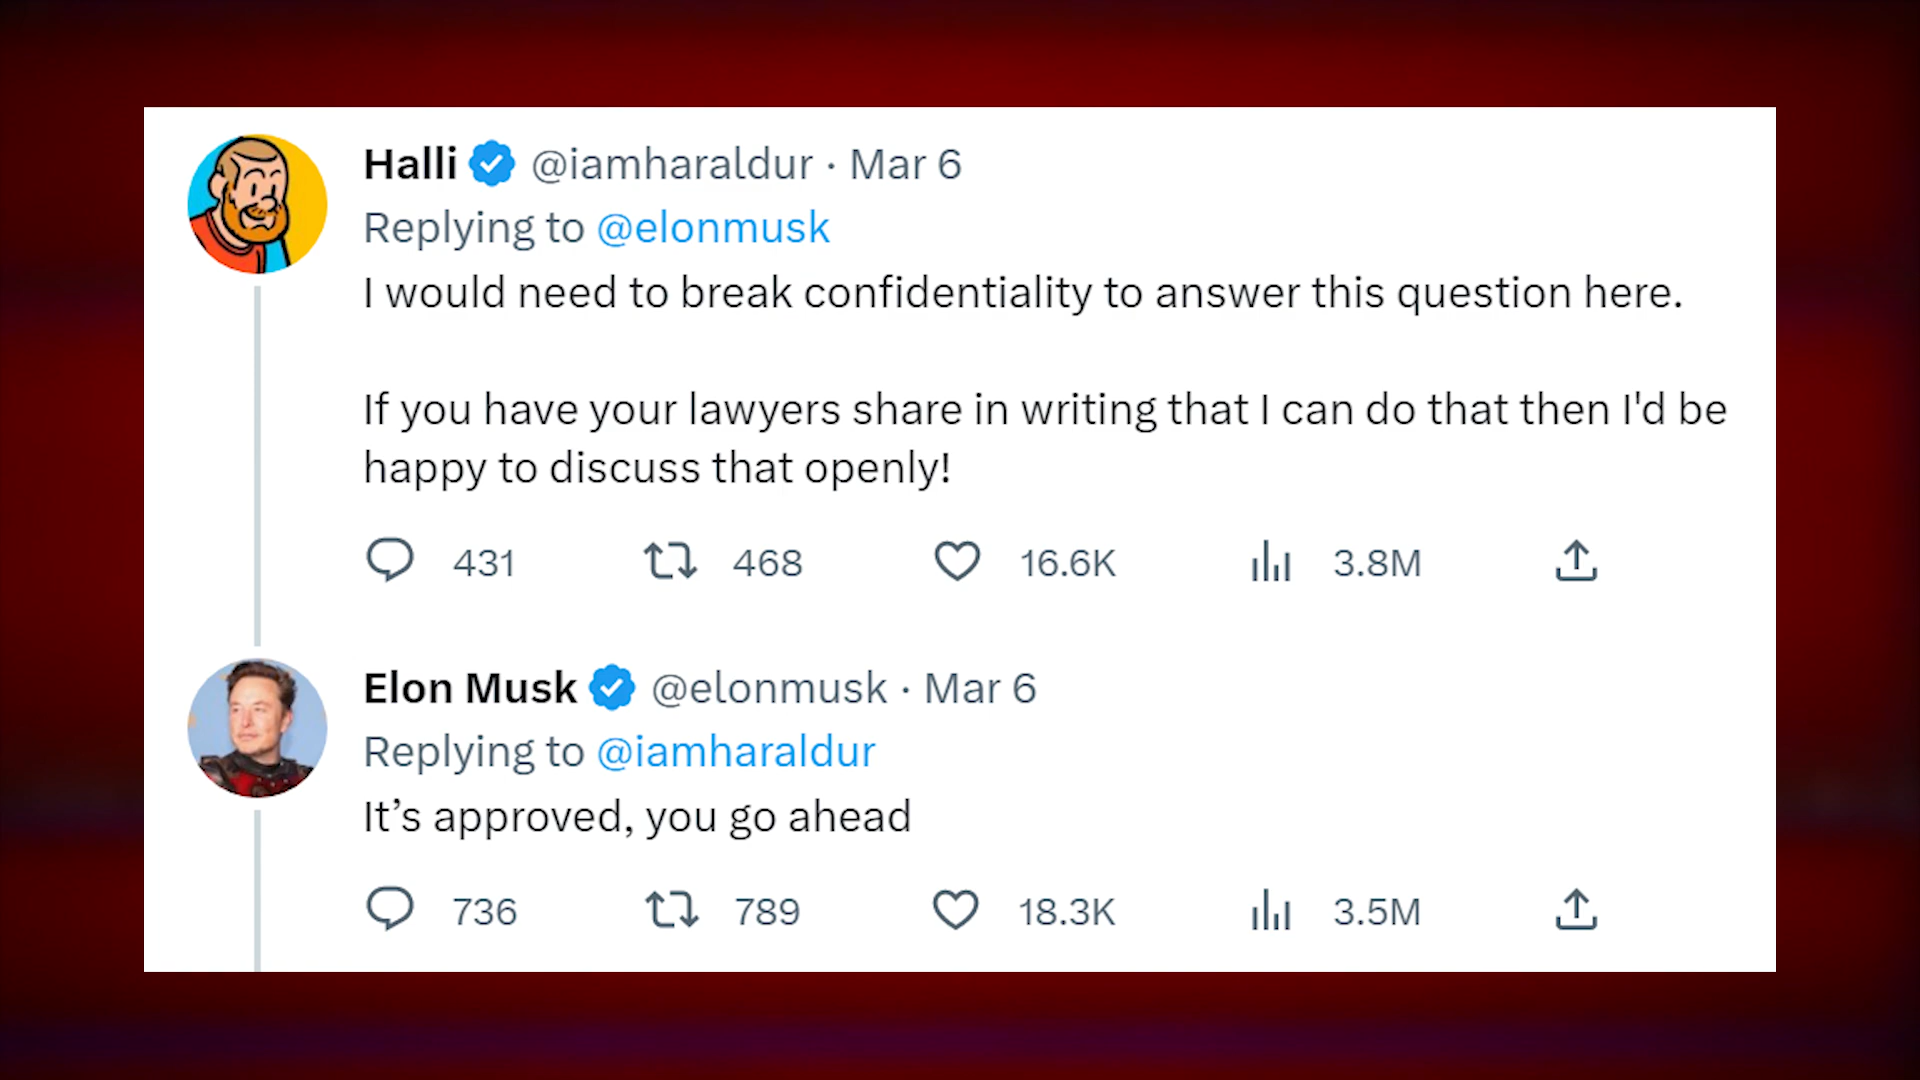 Halli @iamharaldur · Mar 6
Replying to @elonmusk
I would need to break confidentiality to answer this question here.
If you have your lawyers share in writing that I can do that then I'd be
happy to discuss that openly!
431 468 16.6K 3.8M
Elon Musk @elonmusk · Mar 6
Replying to @iamharaldur
It’s approved, you go ahead
736 789 18.3K 3.5M